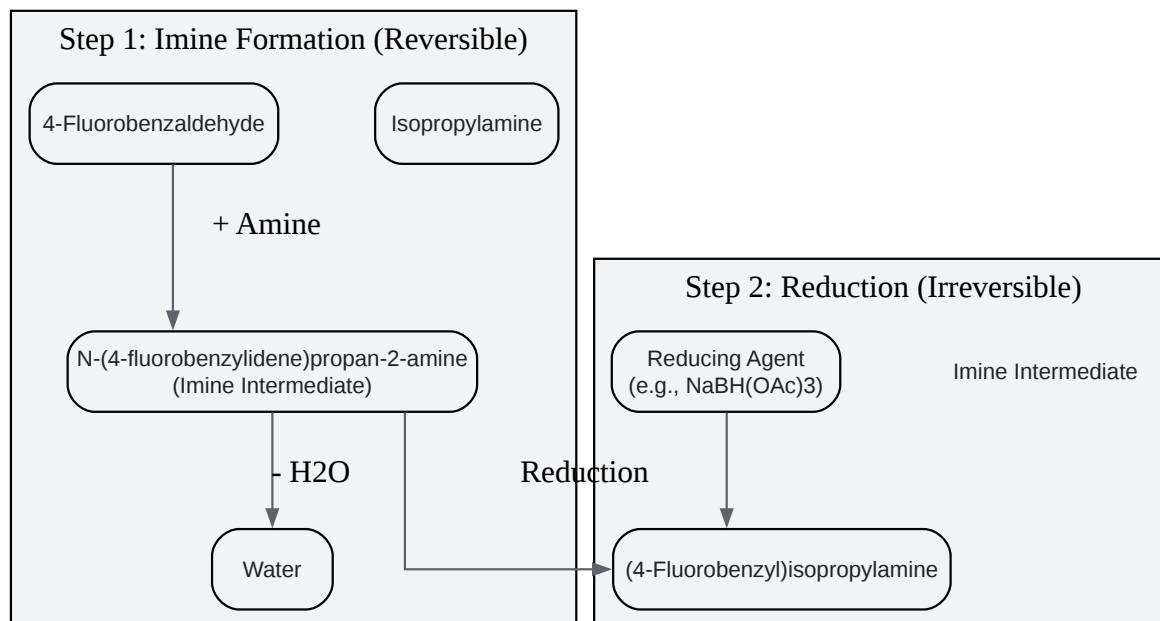 Step 1: Imine Formation (Reversible)
4-Fluorobenzaldehyde
Isopropylamine
+ Amine
N-(4-fluorobenzylidene)propan-2-amine
(Imine Intermediate)
- H2O
Water
Reduction
Step 2: Reduction (Irreversible)
Reducing Agent
(e.g., NaBH(OAc)3)
Imine Intermediate
(4-Fluorobenzyl)isopropylamine